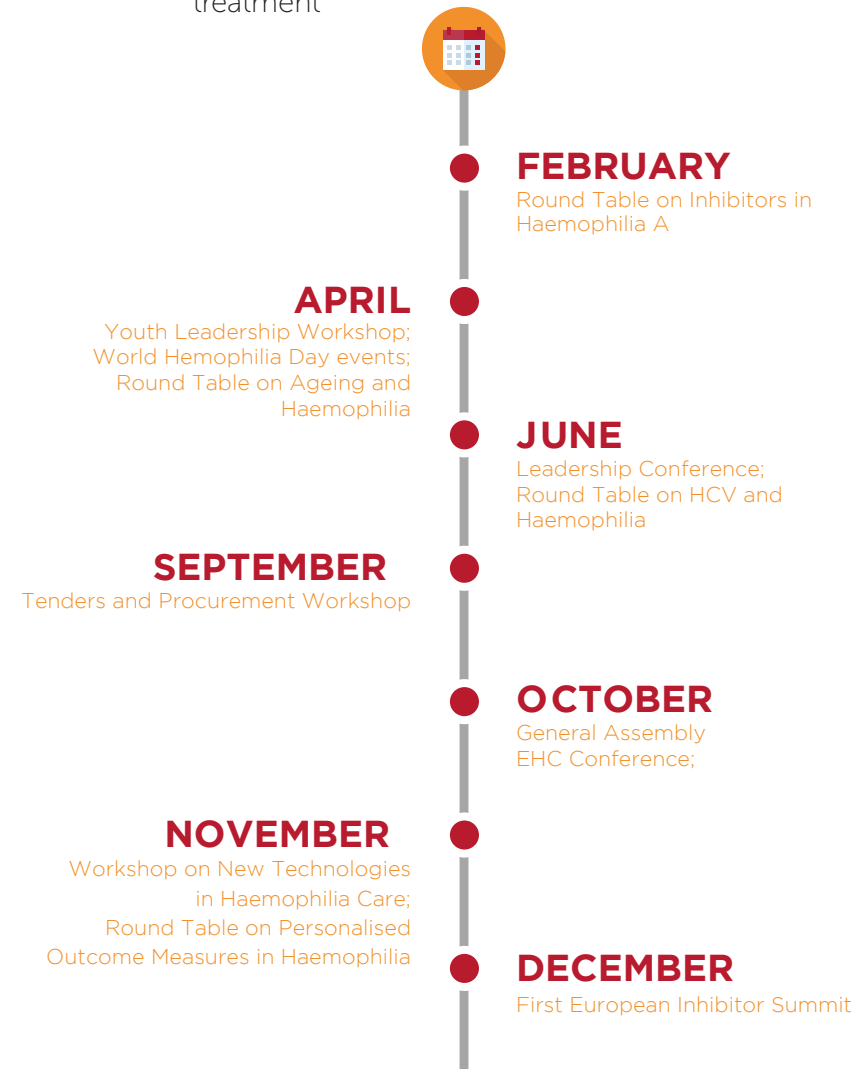 treatment
FEBRUARY
Round Table on Inhibitors in
Haemophilia A
APRIL
Youth Leadership Workshop;
World Hemophilia Day events;
Round Table on Ageing and
Haemophilia
JUNE
Leadership Conference;
Round Table on HCV and
Haemophilia
SEPTEMBER
Tenders and Procurement Workshop
OCTOBER
General Assembly
EHC Conference;
NOVEMBER
Workshop on New Technologies
in Haemophilia Care;
Round Table on Personalised
Outcome Measures in Haemophilia
DECEMBER
First European Inhibitor Summit